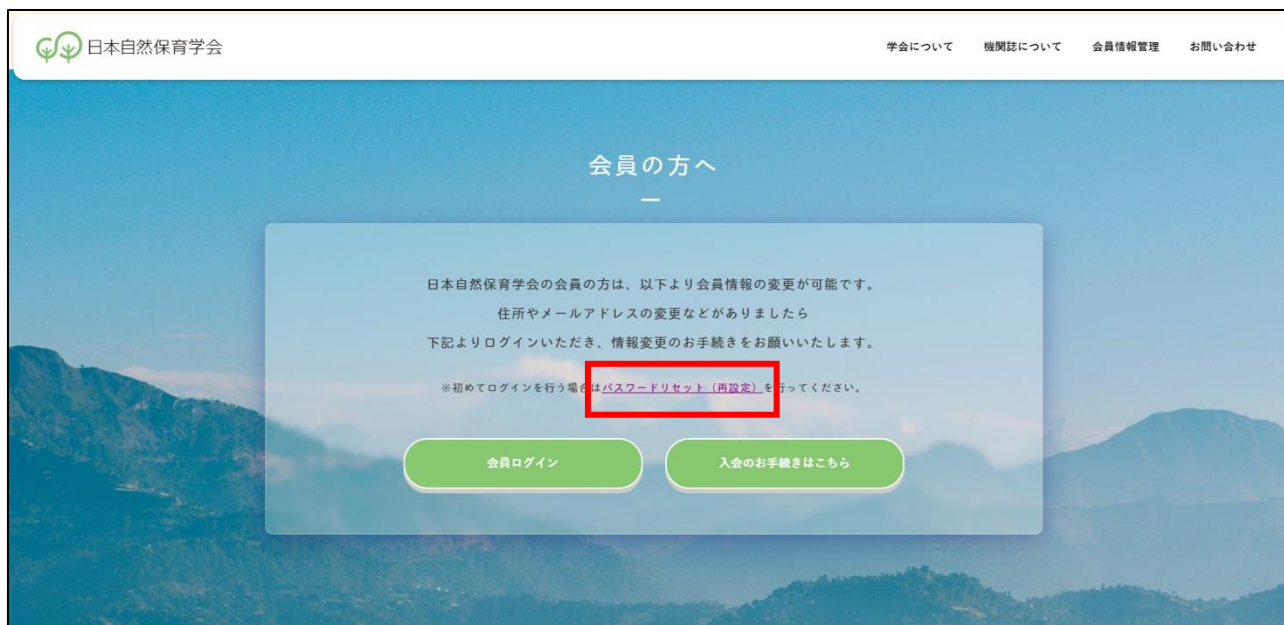 日本自然保育学会
学会について 機関誌について 会員情報管理 お問い合わせ
会員の方へ
日本自然保育学会の会員の方は、以下より会員情報の変更が可能です。
住所やメールアドレスの変更などがありましたら
下記よりログインいただき、情報変更のお手続きをお願いいたします。
※初めてログインを行う場合はパスワードリセット（再設定）を行ってください。
会員ログイン 入会のお手続きはこちら